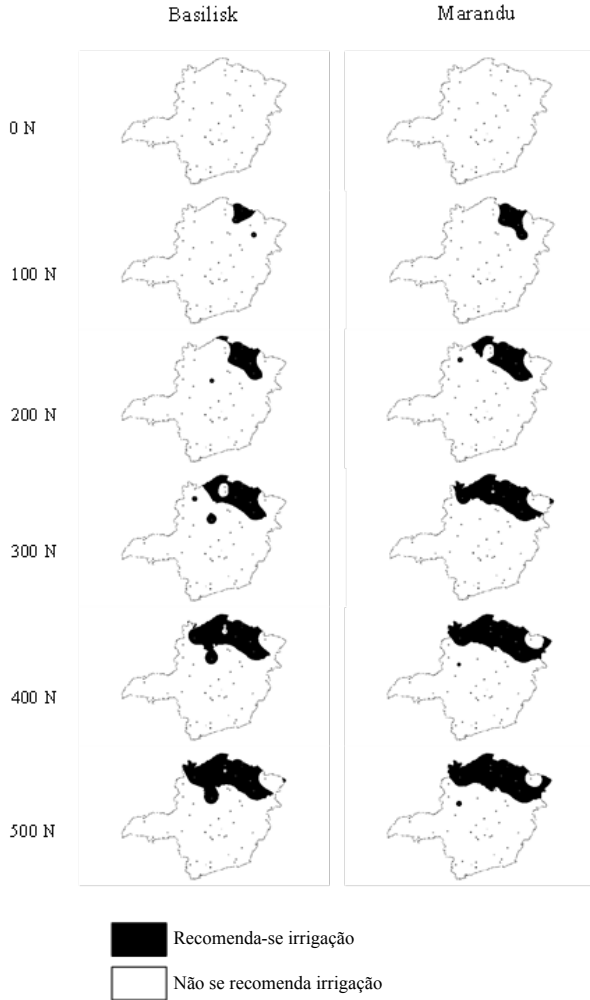 Basilisk Marandu
0 N
100 N
200 N
300 N
400 N
500 N
Recomenda-se irrigação
Não se recomenda irrigação